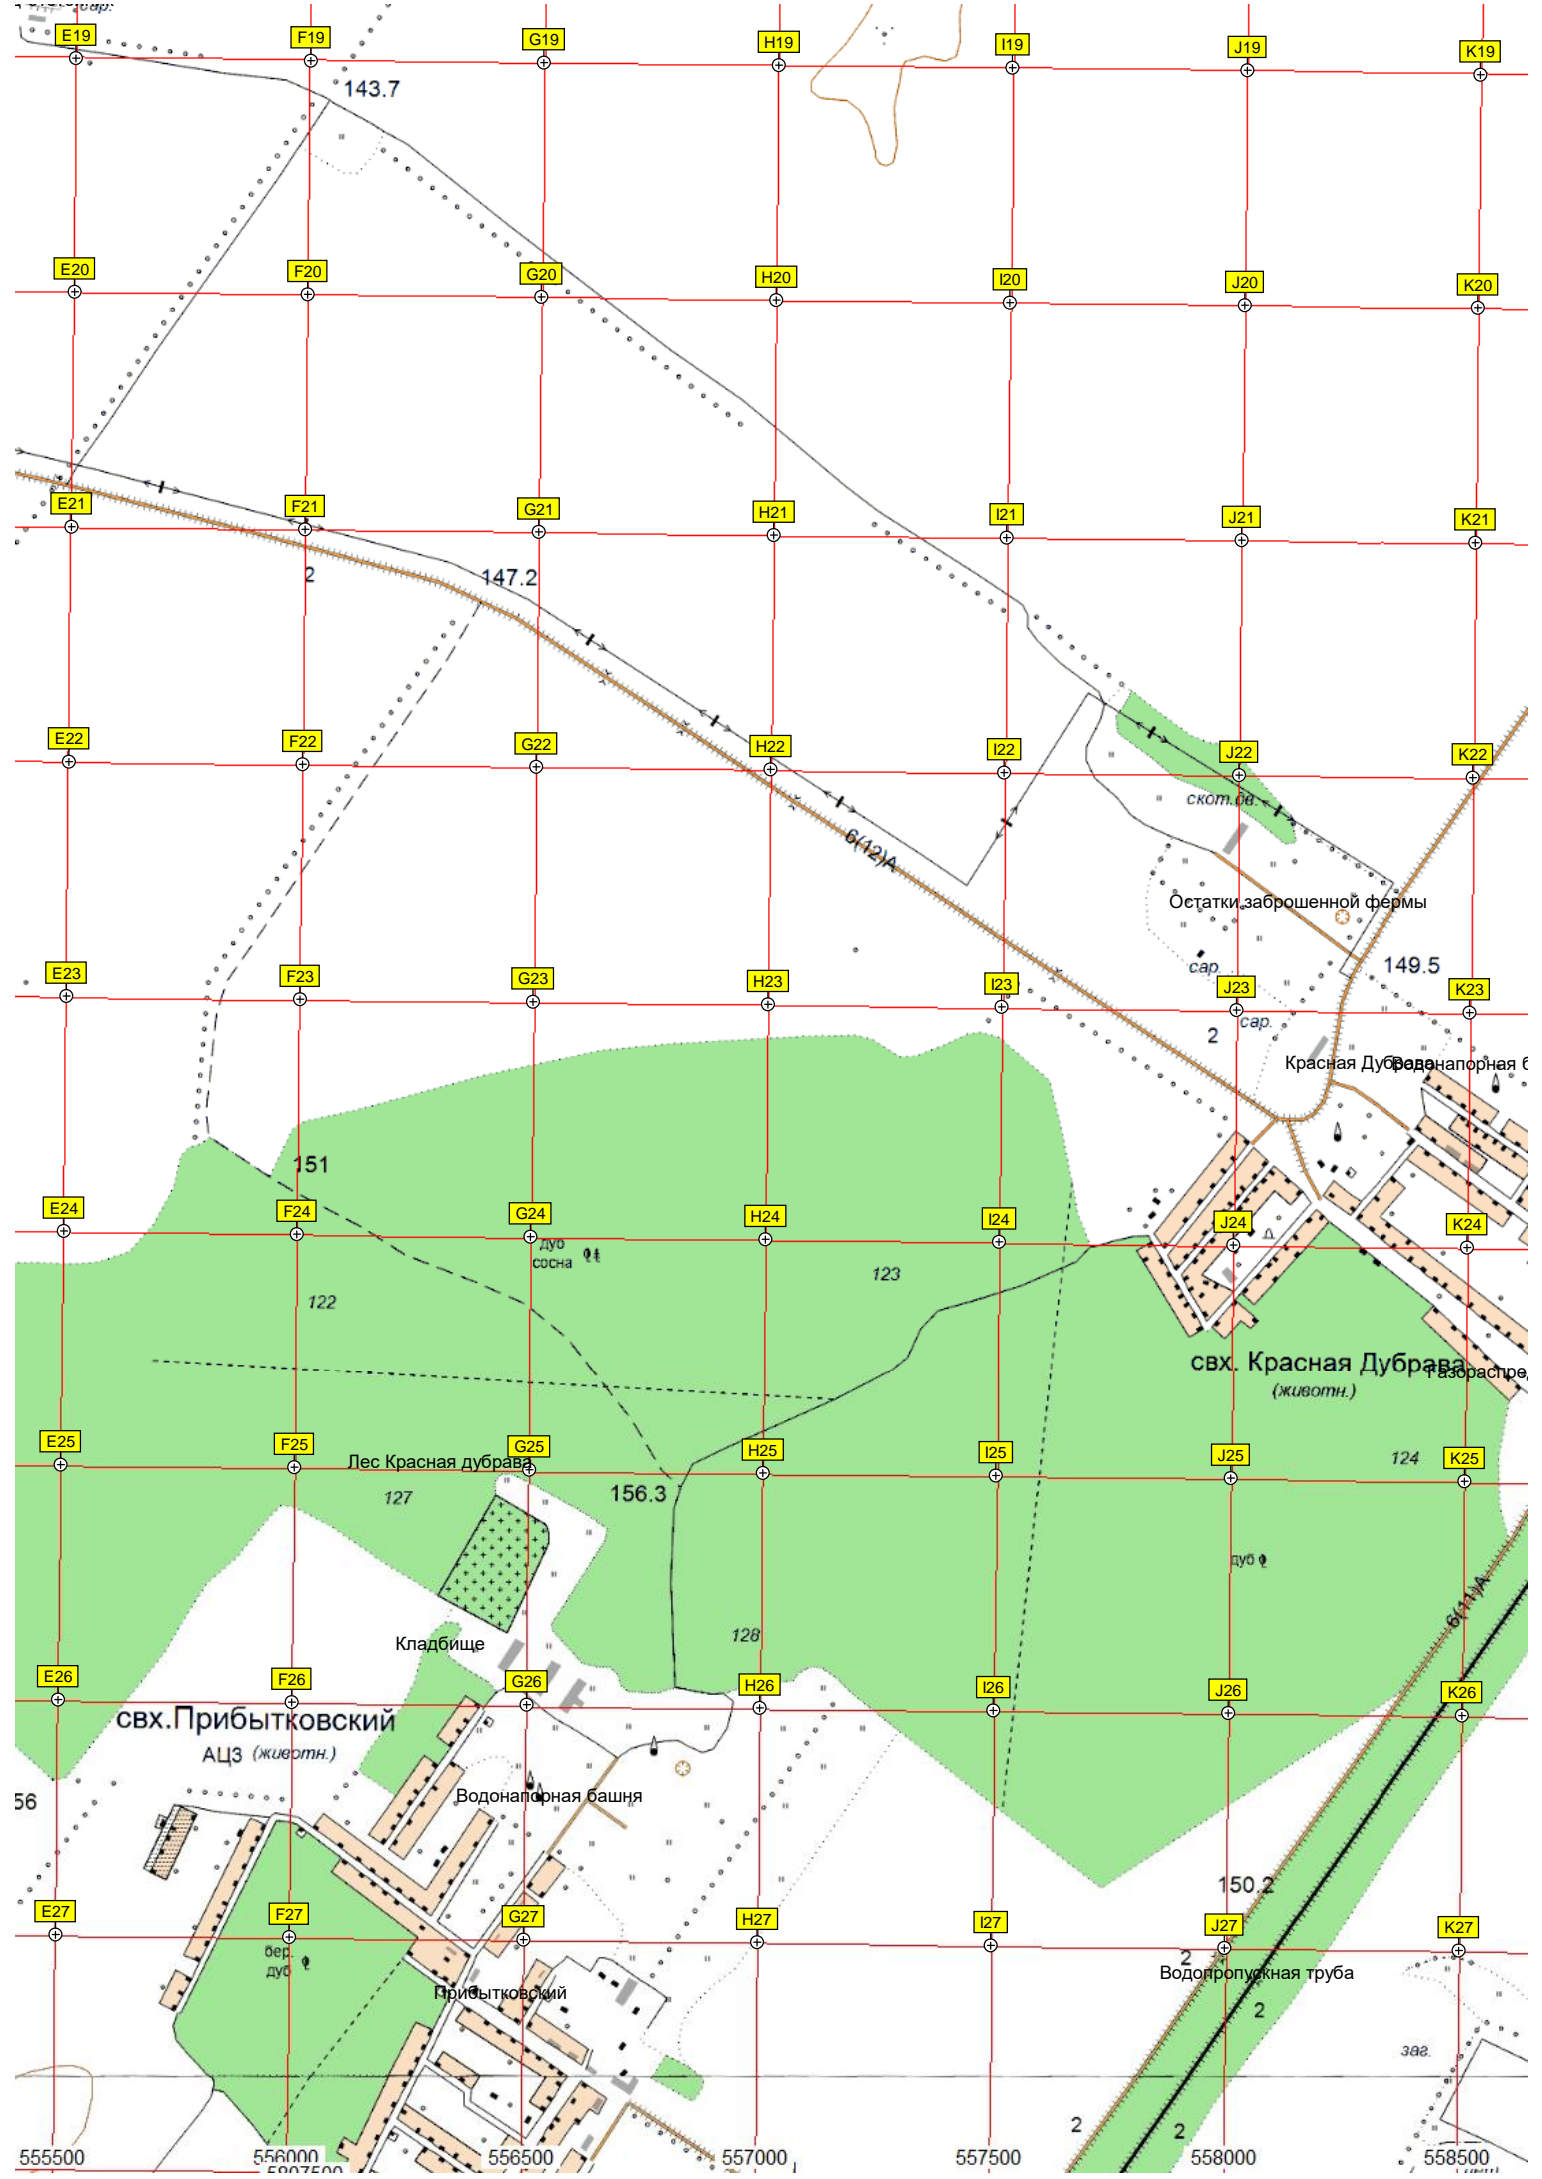 E19
F19
G19
H19
I19
J19
K19
143.7
E20
F20
G20
H20
I20
J20
K20
E21
F21
G21
H21
I21
J21
K21
2
147.2
E22
F22
G22
H22
I22
J22
K22
скот.дв.
6(12)А
Остатки заброшенной фермы
сар.
149.5
E23
F23
G23
H23
I23
J23
K23
сар.
2
Красная Дубрава
Водонапорная б
151
E24
F24
G24
H24
I24
J24
K24
дуб
сосна
123
122
свх. Красная Дубрава
(животн.)
Газораспре
E25
F25
G25
H25
I25
J25
K25
Лес Красная дубрава
124
127
156.3
дуб
6(11)А
128
Кладбище
E26
F26
G26
H26
I26
J26
K26
свх.Прибытковский
АЦЗ (животн.)
Водонапорная башня
56
150.2
E27
F27
G27
H27
I27
J27
K27
бер.
дуб
2
Водопропускная труба
Прибытковский
2
заг.
2
2
555500
556000
556500
557000
557500
558000
558500
5807500